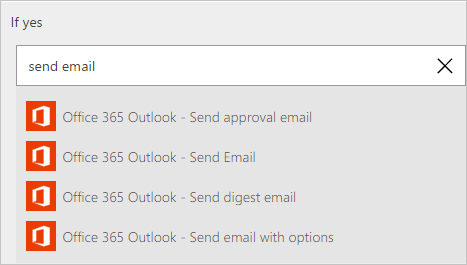 If yes
send email
Office 365 Outlook - Send approval email
Office 365 Outlook - Send Email
Office 365 Outlook - Send digest email
Office 365 Outlook - Send email with options